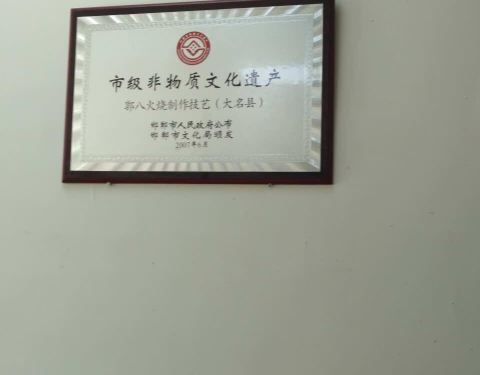 市级非物质文化遗产
郭八火烧制作技艺（大名县）
邯郸市人民政府公布
邯郸市文化局颁发
2007年6月